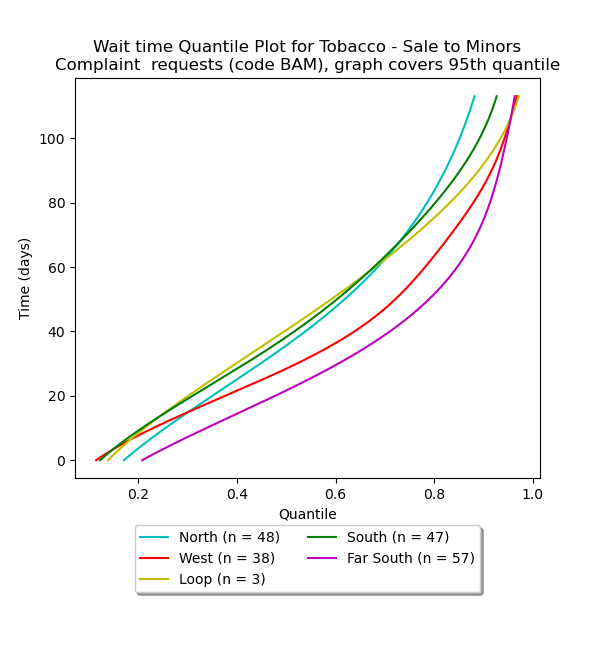 Wait time Quantile Plot for Tobacco - Sale to Minors
Complaint  requests (code BAM), graph covers 95th quantile
100
80
60
40
20
0
Time (days)
0.2 0.4 0.6 0.8 1.0
Quantile
North (n = 48)
West (n = 38)
Loop (n = 3)
South (n = 47)
Far South (n = 57)